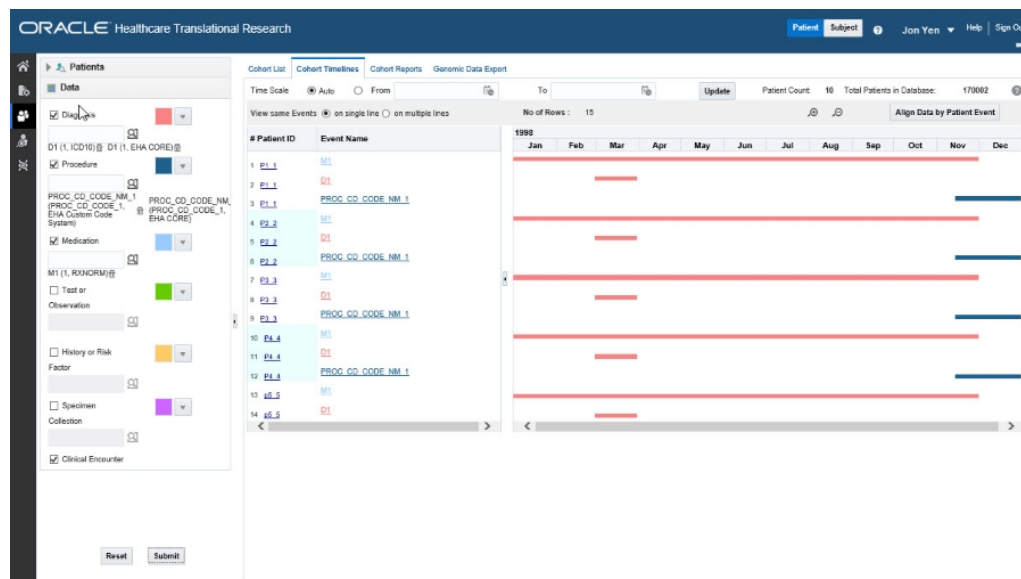 ORACLE Healthcare Translational Research
Patient Subject Jon Yen Help Sign Ou
Patients
Data
Diagnosis
D1 (1, ICD10) D1 (1, EHA CORE)
Procedure
PROC_CD_CODE_NM_1
(PROC_CD_CODE_1,
EHA Custom Code
System)
PROC_CD_CODE_NM_
(PROC_CD_CODE_1,
EHA CORE)
Medication
M1 (1, RXNORM)
Test or
Observation
History or Risk
Factor
Specimen
Collection
Clinical Encounter
Reset Submit
Cohort List Cohort Timelines Cohort Reports Genomic Data Export
Time Scale Auto From To Update Patient Count 10 Total Patients in Database: 170002
View same Events on single line on multiple lines No of Rows : 15 Align Data by Patient Event
# Patient ID Event Name
1998
Jan Feb Mar Apr May Jun Jul Aug Sep Oct Nov Dec
1 P1_1 M1
2 P1_1 D1
3 P1_1 PROC_CD_CODE_NM_1
4 P2_2 M1
5 P2_2 D1
6 P2_2 PROC_CD_CODE_NM_1
7 P3_3 M1
8 P3_3 D1
9 P3_3 PROC_CD_CODE_NM_1
10 P4_4 M1
11 P4_4 D1
12 P4_4 PROC_CD_CODE_NM_1
13 p5_5 M1
14 p5_5 D1